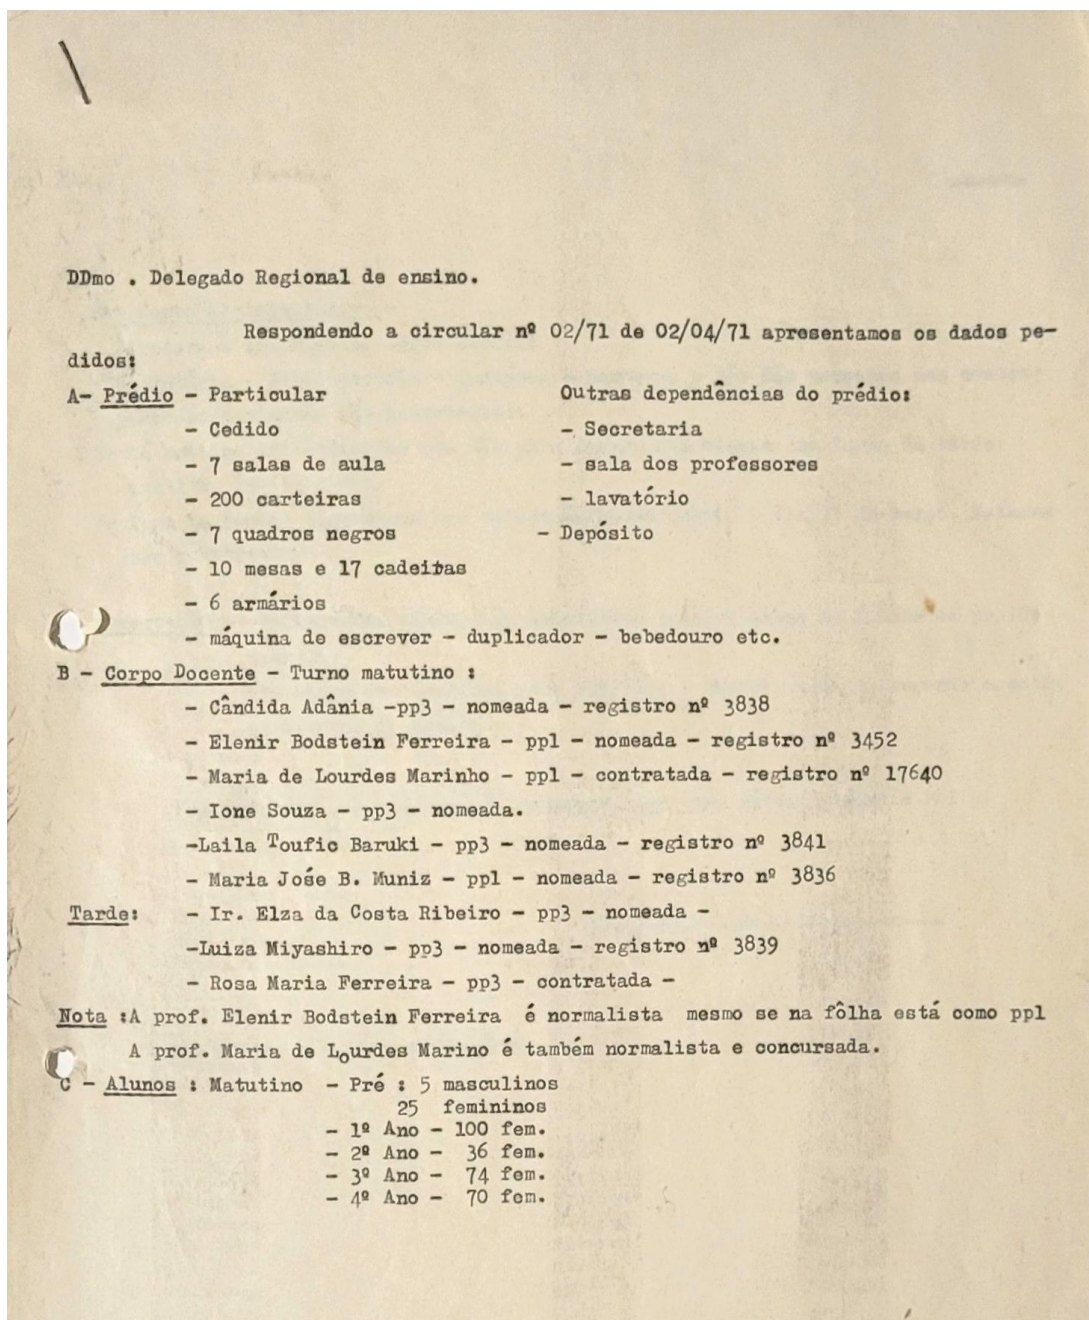 DDmo . Delegado Regional de ensino.
Respondendo a circular nº 02/71 de 02/04/71 apresentamos os dados pe-
didos:
A- Prédio - Particular Outras dependências do prédio:
- Cedido - Secretaria
- 7 salas de aula - sala dos professores
- 200 carteiras - lavatório
- 7 quadros negros - Depósito
- 10 mesas e 17 cadeitas
- 6 armários
- máquina de escrever - duplicador - bebedouro etc.
B - Corpo Docente - Turno matutino :
- Cândida Adânia -pp3 - nomeada - registro nº 3838
- Elenir Bodstein Ferreira - pp1 - nomeada - registro nº 3452
- Maria de Lourdes Marinho - pp1 - contratada - registro nº 17640
- Ione Souza - pp3 - nomeada.
-Laila Toufic Baruki - pp3 - nomeada - registro nº 3841
- Maria Jośe B. Muniz - pp1 - nomeada - registro nº 3836
Tarde: - Ir. Elza da Costa Ribeiro - pp3 - nomeada -
-Luiza Miyashiro - pp3 - nomeada - registro nº 3839
- Rosa Maria Ferreira - pp3 - contratada -
Nota :A prof. Elenir Bodstein Ferreira é normalista mesmo se na fôlha está como pp1
A prof. Maria de Lourdes Marino é também normalista e concursada.
C - Alunos : Matutino - Pré : 5 masculinos
25 femininos
- 1º Ano - 100 fem.
- 2º Ano - 36 fem.
- 3º Ano - 74 fem.
- 4º Ano - 70 fem.